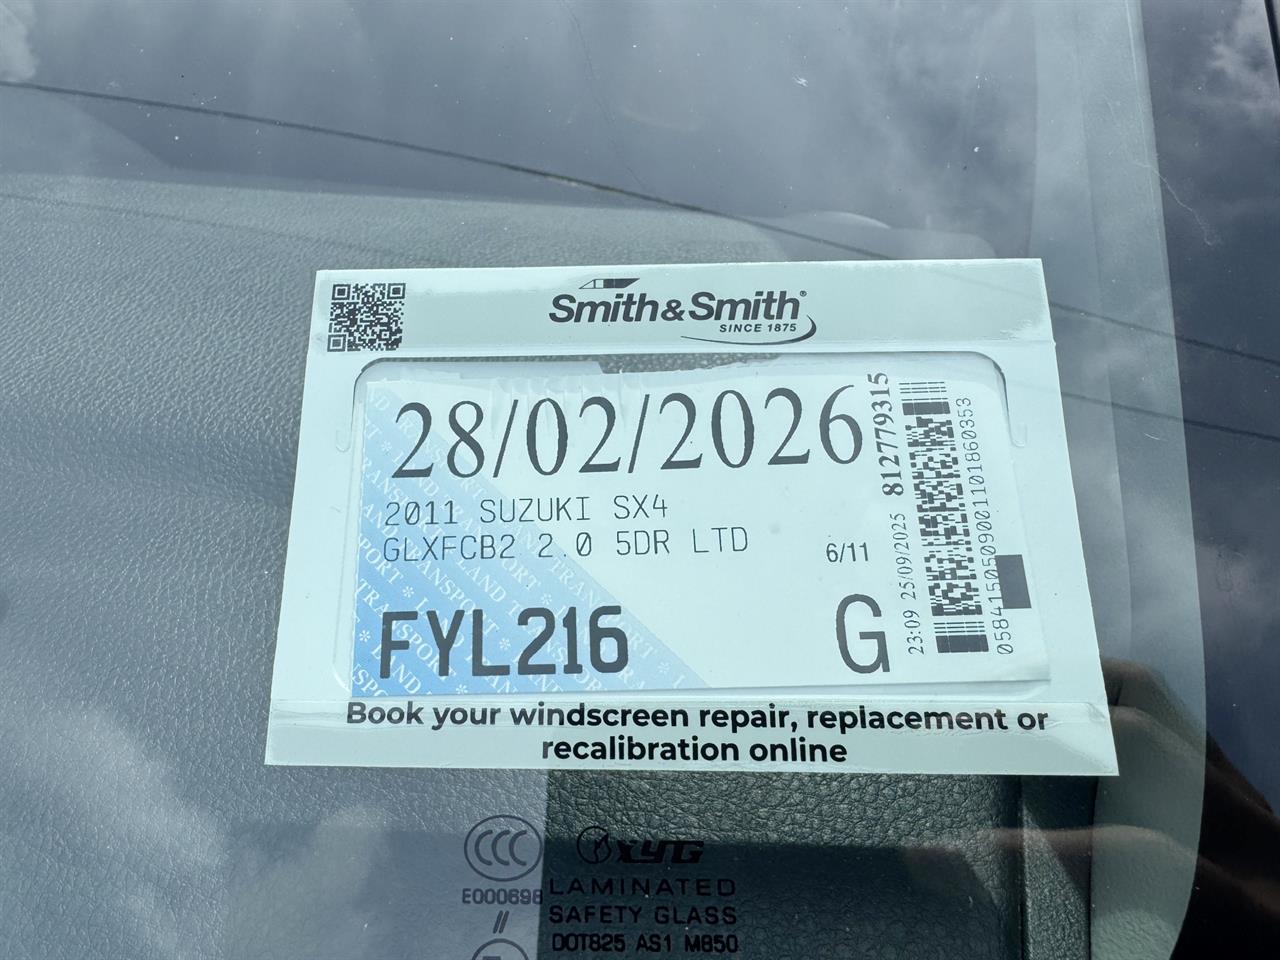 Smith&Smith®
SINCE 1875
28/02/2026
2011 SUZUKI SX4
GLXFCB2 2.0 5DR LTD
6/11
FYL216
G
23:09 25/09/2025 812779315
Book your windscreen repair, replacement or
recalibration online
CCC
E000698
//
XYG
LAMINATED
SAFETY GLASS
DOT825 AS1 M850